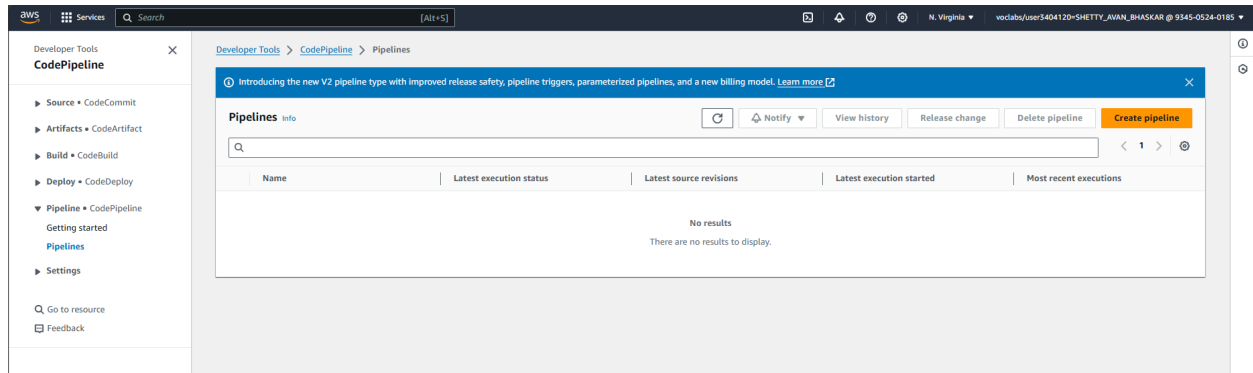 aws Services Search [Alt+S] N. Virginia voclabs/user3404120=SHETTY_AVAN_BHASKAR @ 9345-0524-0185
Developer Tools
CodePipeline
Source • CodeCommit
Artifacts • CodeArtifact
Build • CodeBuild
Deploy • CodeDeploy
Pipeline • CodePipeline
Getting started
Pipelines
Settings
Go to resource
Feedback
Developer Tools > CodePipeline > Pipelines
Introducing the new V2 pipeline type with improved release safety, pipeline triggers, parameterized pipelines, and a new billing model. Learn more
Pipelines Info Notify View history Release change Delete pipeline Create pipeline
< 1 >
Name Latest execution status Latest source revisions Latest execution started Most recent executions
No results
There are no results to display.